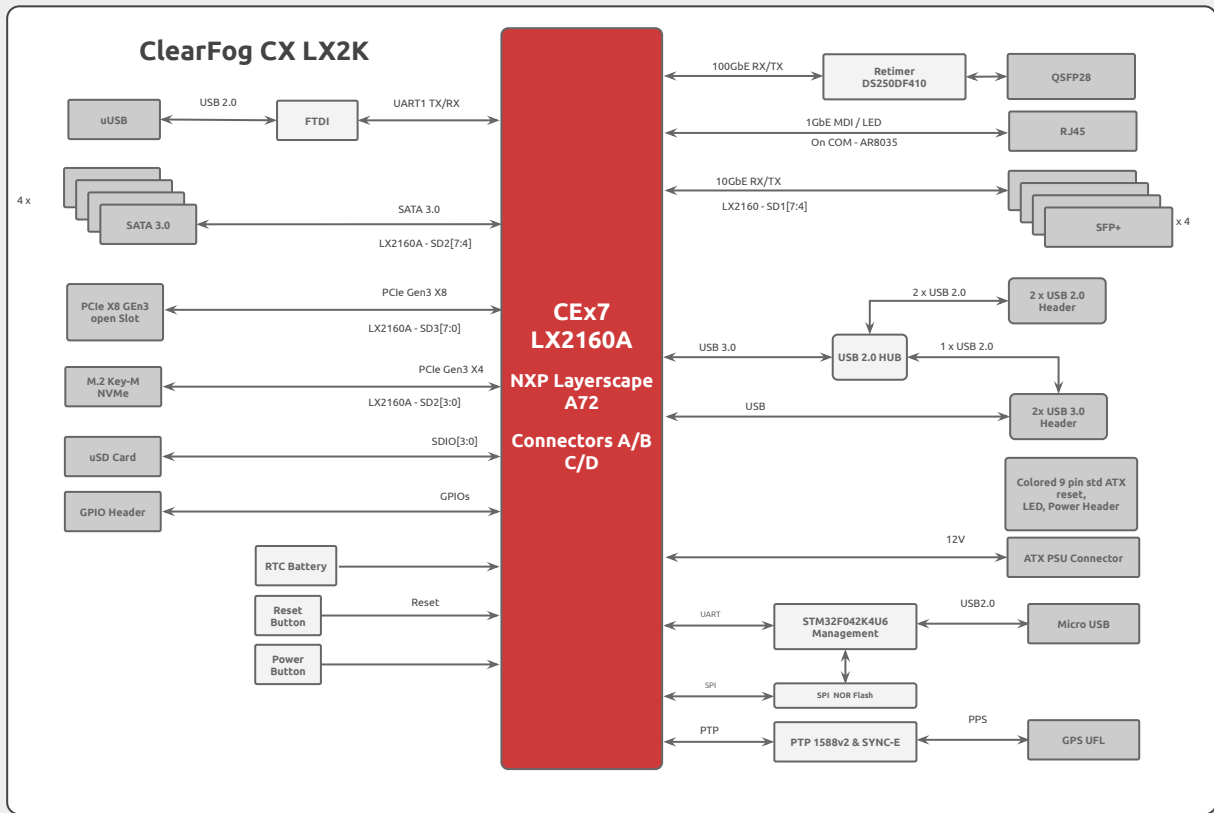 ClearFog CX LX2K
uUSB
USB 2.0
FTDI
UART1 TX/RX
4 x
SATA 3.0
SATA 3.0
LX2160A - SD2[7:4]
PCIe X8 GEn3
open Slot
PCIe Gen3 X8
LX2160A - SD3[7:0]
M.2 Key-M
NVMe
PCIe Gen3 X4
LX2160A - SD2[3:0]
uSD Card
SDIO[3:0]
GPIO Header
GPIOs
RTC Battery
Reset
Button
Reset
Power
Button
CEx7
LX2160A
NXP Layerscape
A72
Connectors A/B
C/D
100GbE RX/TX
Retimer
DS250DF410
QSFP28
1GbE MDI / LED
On COM - AR8035
RJ45
10GbE RX/TX
LX2160 - SD1[7:4]
SFP+
x 4
2 x USB 2.0
2 x USB 2.0
Header
USB 3.0
USB 2.0 HUB
1 x USB 2.0
USB
2x USB 3.0
Header
Colored 9 pin std ATX
reset,
LED, Power Header
12V
ATX PSU Connector
UART
STM32F042K4U6
Management
USB2.0
Micro USB
SPI
SPI NOR Flash
PTP
PTP 1588v2 & SYNC-E
PPS
GPS UFL